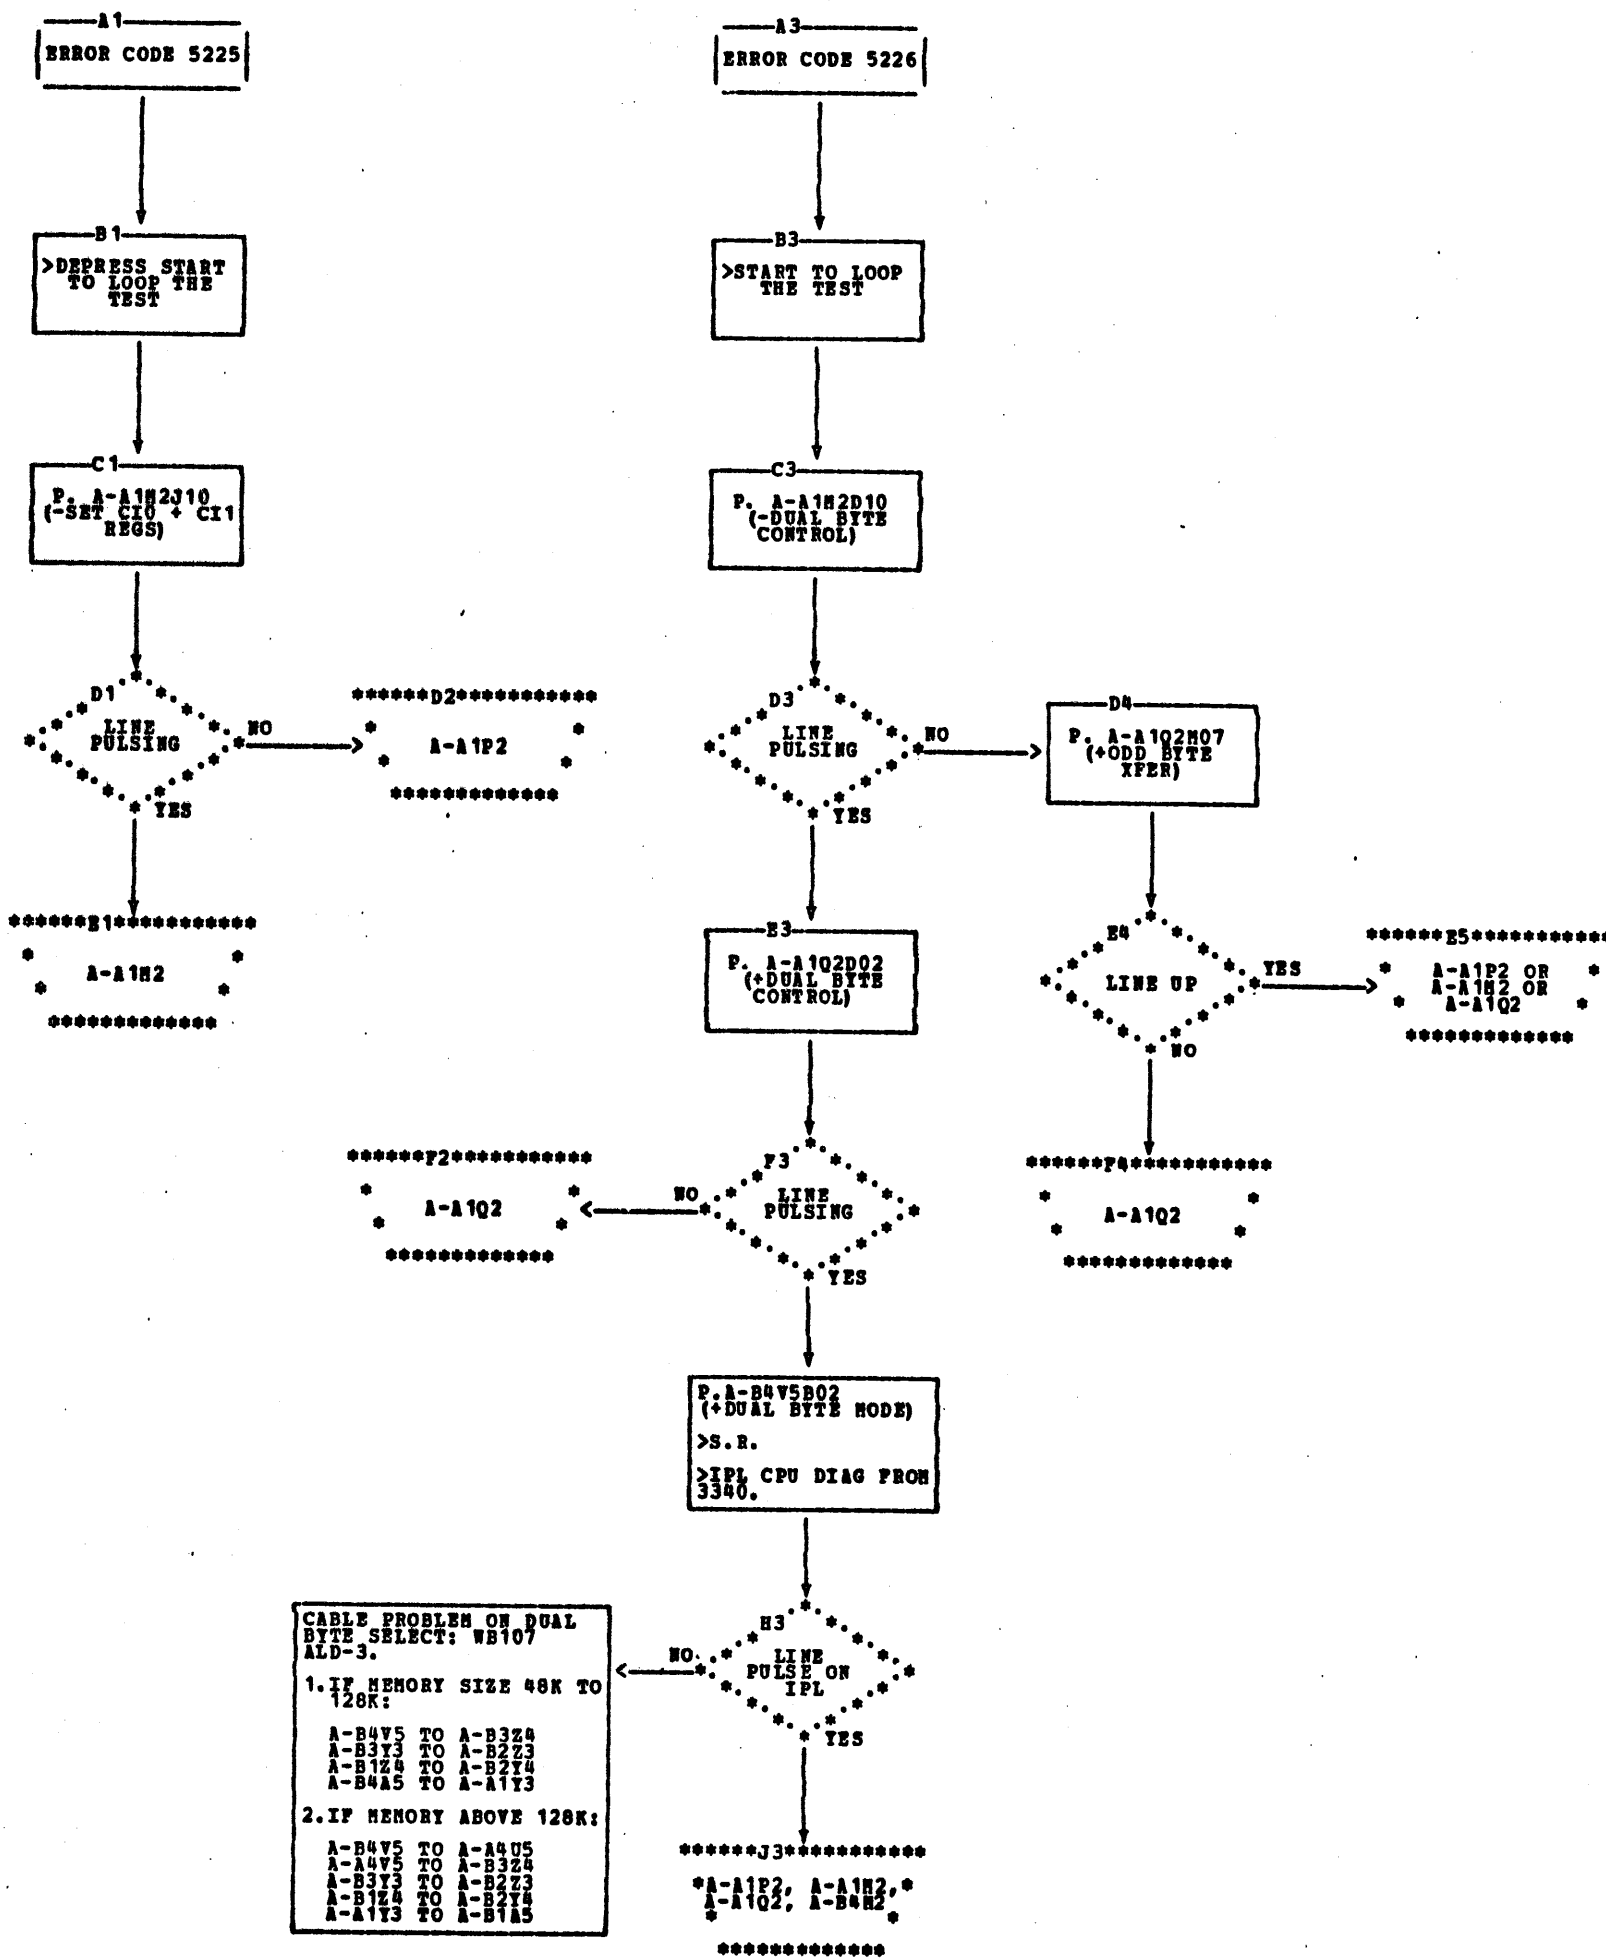 A1
ERROR CODE 5225
B1
>DEPRESS START
TO LOOP THE
TEST
C1
P. A-A1M2J10
(-SET CI0 + CI1
REGS)
D1
LINE
PULSING
NO
YES
******D2***********
* *
A-A1P2
* *
*************
******E1***********
* *
A-A1M2
* *
*************
A3
ERROR CODE 5226
B3
>START TO LOOP
THE TEST
C3
P. A-A1M2D10
(-DUAL BYTE
CONTROL)
D3
LINE
PULSING
NO
YES
D4
P. A-A1Q2M07
(+ODD BYTE
XFER)
E4
LINE UP
YES
NO
******E5***********
* A-A1P2 OR *
A-A1M2 OR
* A-A1Q2 *
*************
******F4***********
* *
A-A1Q2
* *
*************
E3
P. A-A1Q2D02
(+DUAL BYTE
CONTROL)
F3
LINE
PULSING
NO
YES
******F2***********
* *
A-A1Q2
* *
*************
P.A-B4V5B02
(+DUAL BYTE MODE)
>S.R.
>IPL CPU DIAG FROM
3340.
H3
LINE
PULSE ON
IPL
NO
YES
CABLE PROBLEM ON DUAL
BYTE SELECT: WB107
ALD-3.
1.IF MEMORY SIZE 48K TO
128K:
A-B4V5 TO A-B3Z4
A-B3Y3 TO A-B2Z3
A-B1Z4 TO A-B2Y4
A-B4A5 TO A-A1Y3
2.IF MEMORY ABOVE 128K:
A-B4V5 TO A-A4U5
A-A4V5 TO A-B3Z4
A-B3Y3 TO A-B2Z3
A-B1Z4 TO A-B2Y4
A-A1Y3 TO A-B1A5
******J3***********
*A-A1P2, A-A1M2,*
A-A1Q2, A-B4M2
* *
*************